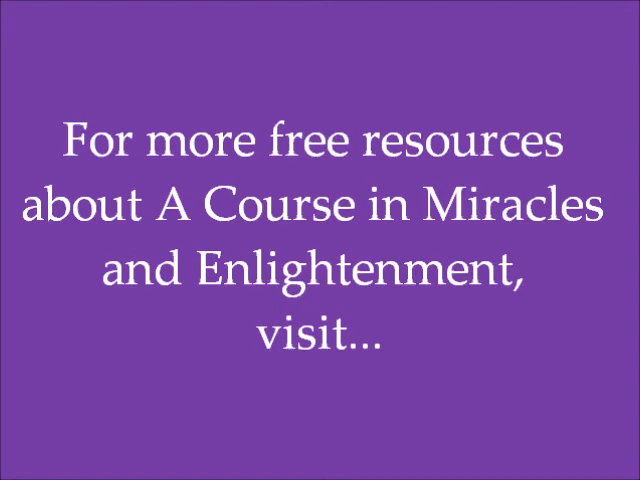 For more free resources
about A Course in Miracles
and Enlightenment,
visit...